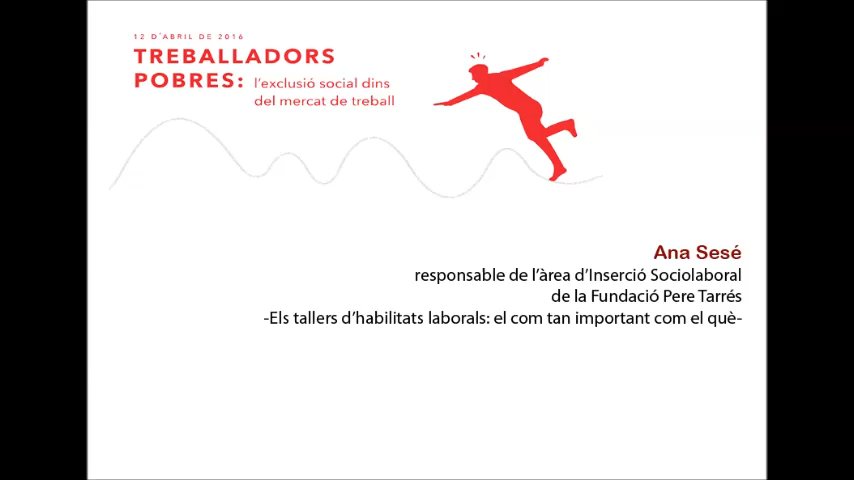 12 D'ABRIL DE 2016
TREBALLADORS
POBRES: l'exclusió social dins
del mercat de treball
Ana Sesé
responsable de l'àrea d'Inserció Sociolaboral
de la Fundació Pere Tarrés
-Els tallers d'habilitats laborals: el com tan important com el què-